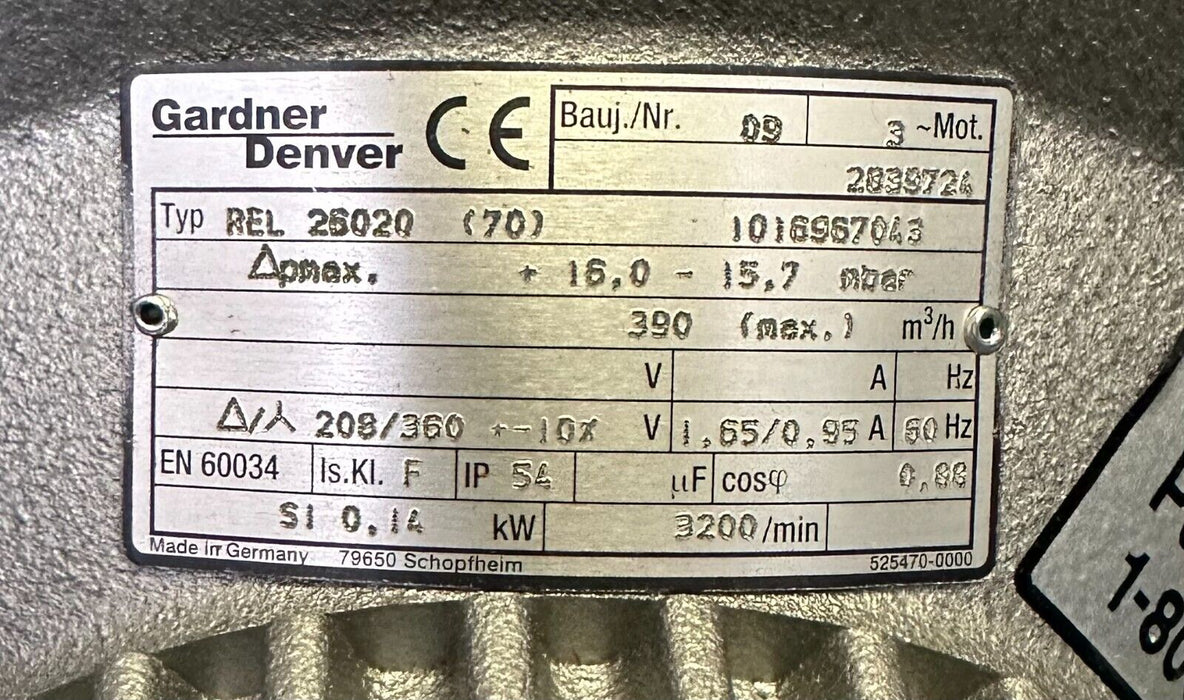 Gardner
Denver CE
Bauj./Nr. 09 3 ~Mot.
2839724
Typ REL 26020 (70) 1016967043
Δpmax. + 16,0 - 15,7 mbar
390 (max.) m³/h
V A Hz
Δ/⅄ 208/360 +-10% V 1,65/0,95 A 60 Hz
EN 60034 Is.Kl. F IP 54 µF cosφ
S1 0,14 kW 3200/min
Made in Germany 79650 Schopfheim 525470-0000
1-80